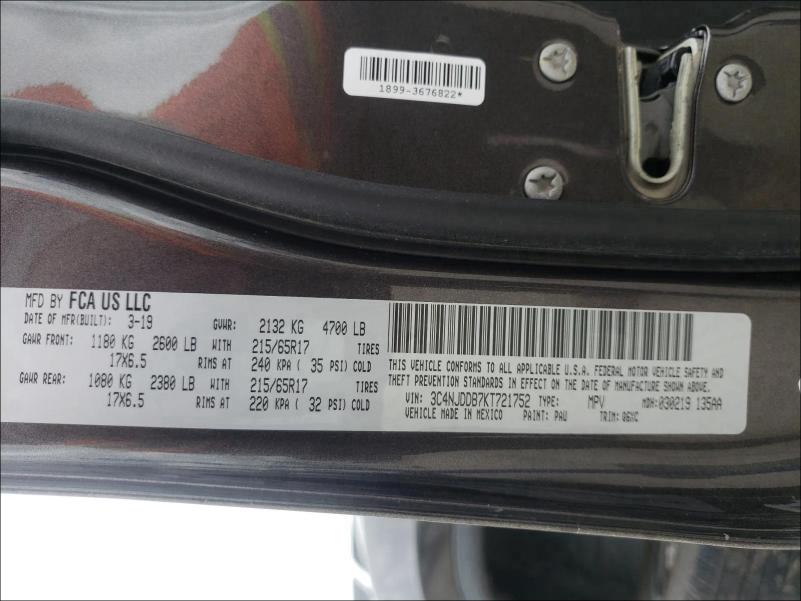 1899-3676822*
MFD BY FCA US LLC
DATE OF MFR(BUILT): 3-19 GVWR: 2132 KG 4700 LB
GAWR FRONT: 1180 KG 2600 LB WITH 215/65R17 TIRES
17X6.5 RIMS AT 240 KPA ( 35 PSI) COLD
GAWR REAR: 1080 KG 2380 LB WITH 215/65R17 TIRES
17X6.5 RIMS AT 220 KPA ( 32 PSI) COLD
THIS VEHICLE CONFORMS TO ALL APPLICABLE U.S.A. FEDERAL MOTOR VEHICLE SAFETY AND
THEFT PREVENTION STANDARDS IN EFFECT ON THE DATE OF MANUFACTURE SHOWN ABOVE.
VIN: 3C4NJDDB7KT721752 TYPE: MPV MDH: 030219 135AA
VEHICLE MADE IN MEXICO PAINT: PAU TRIM: